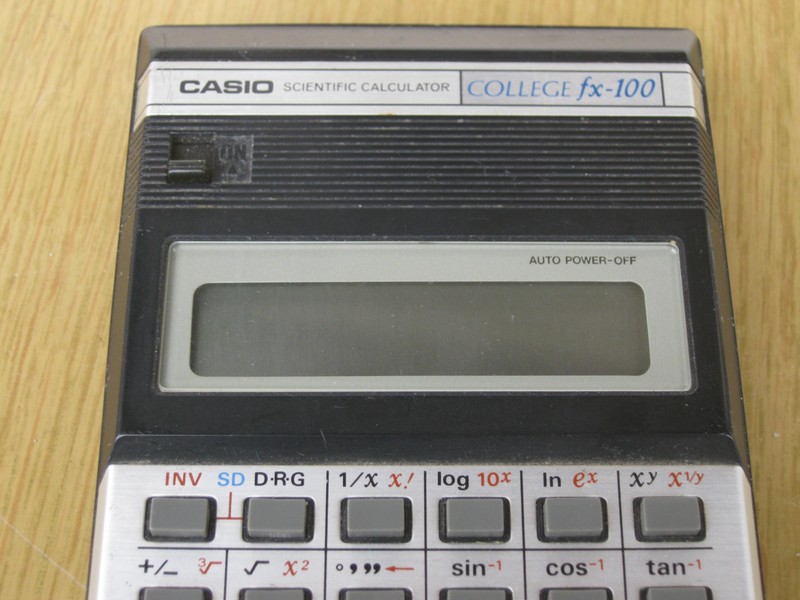 CASIO SCIENTIFIC CALCULATOR COLLEGE fx-100
ON
AUTO POWER-OFF
INV SD D·R·G 1/x x! log 10ˣ ln eˣ xʸ x¹/ʸ
+/− ³√ √ x² ° , ,, ← sin⁻¹ cos⁻¹ tan⁻¹